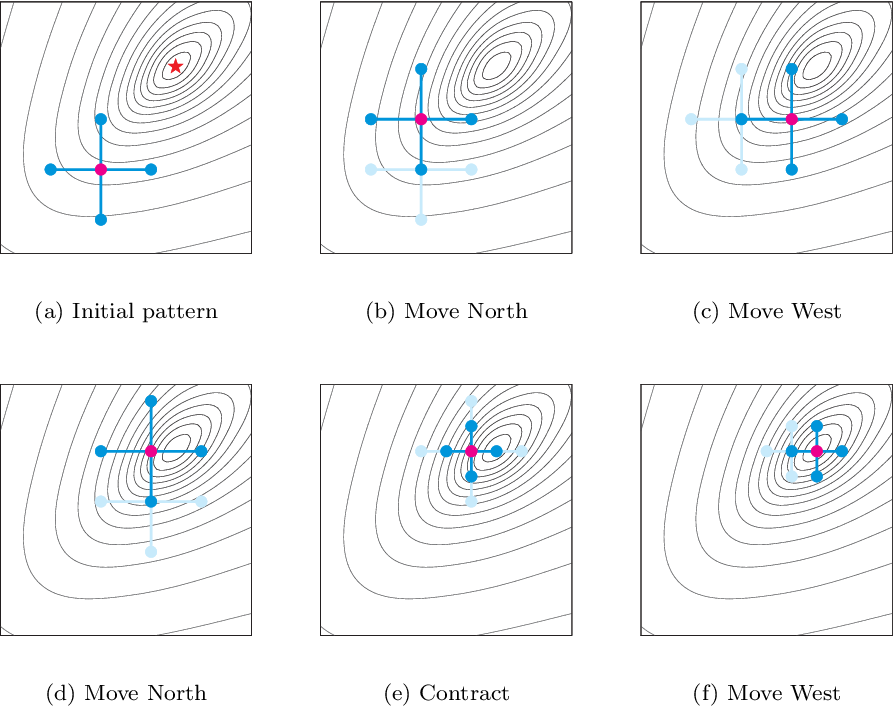 (a) Initial pattern
(b) Move North
(c) Move West
(d) Move North
(e) Contract
(f) Move West